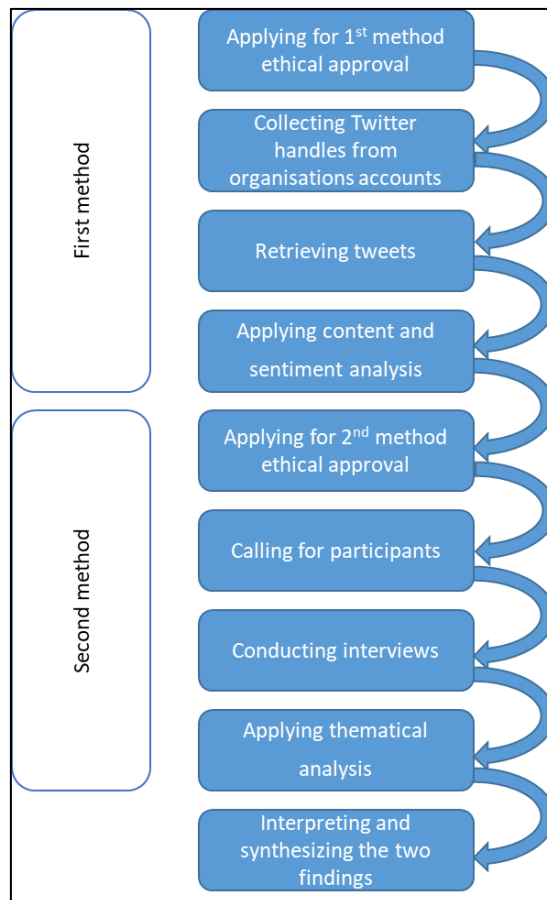 First method
Applying for 1st method
ethical approval
Collecting Twitter
handles from
organisations accounts
Retrieving tweets
Applying content and
sentiment analysis
Second method
Applying for 2nd method
ethical approval
Calling for participants
Conducting interviews
Applying thematical
analysis
Interpreting and
synthesizing the two
findings